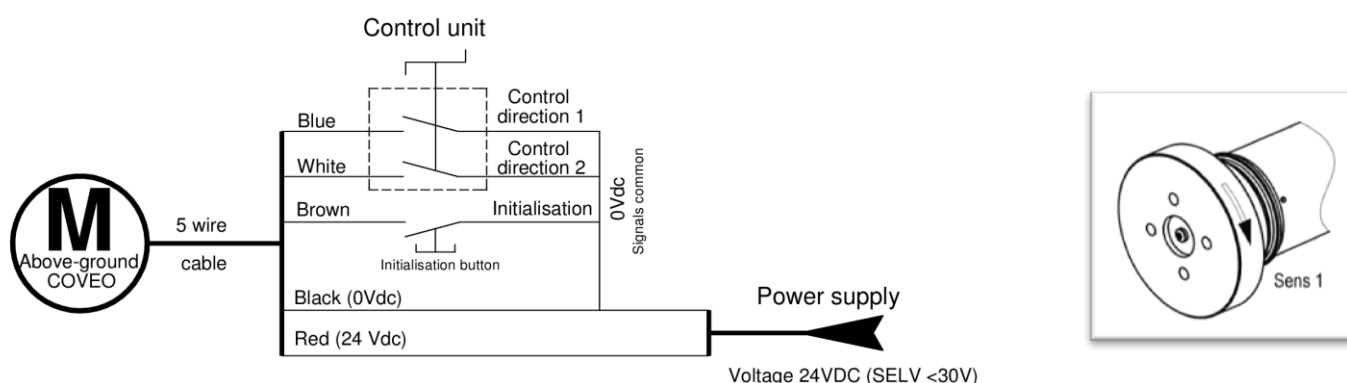 Control unit
Blue
Control
direction 1
White
Control
direction 2
Brown
Initialisation
Initialisation button
0Vdc
Signals common
M
Above-ground
COVEO
5 wire
cable
Black (0Vdc)
Red (24 Vdc)
Power supply
Voltage 24VDC (SELV <30V)
Sens 1